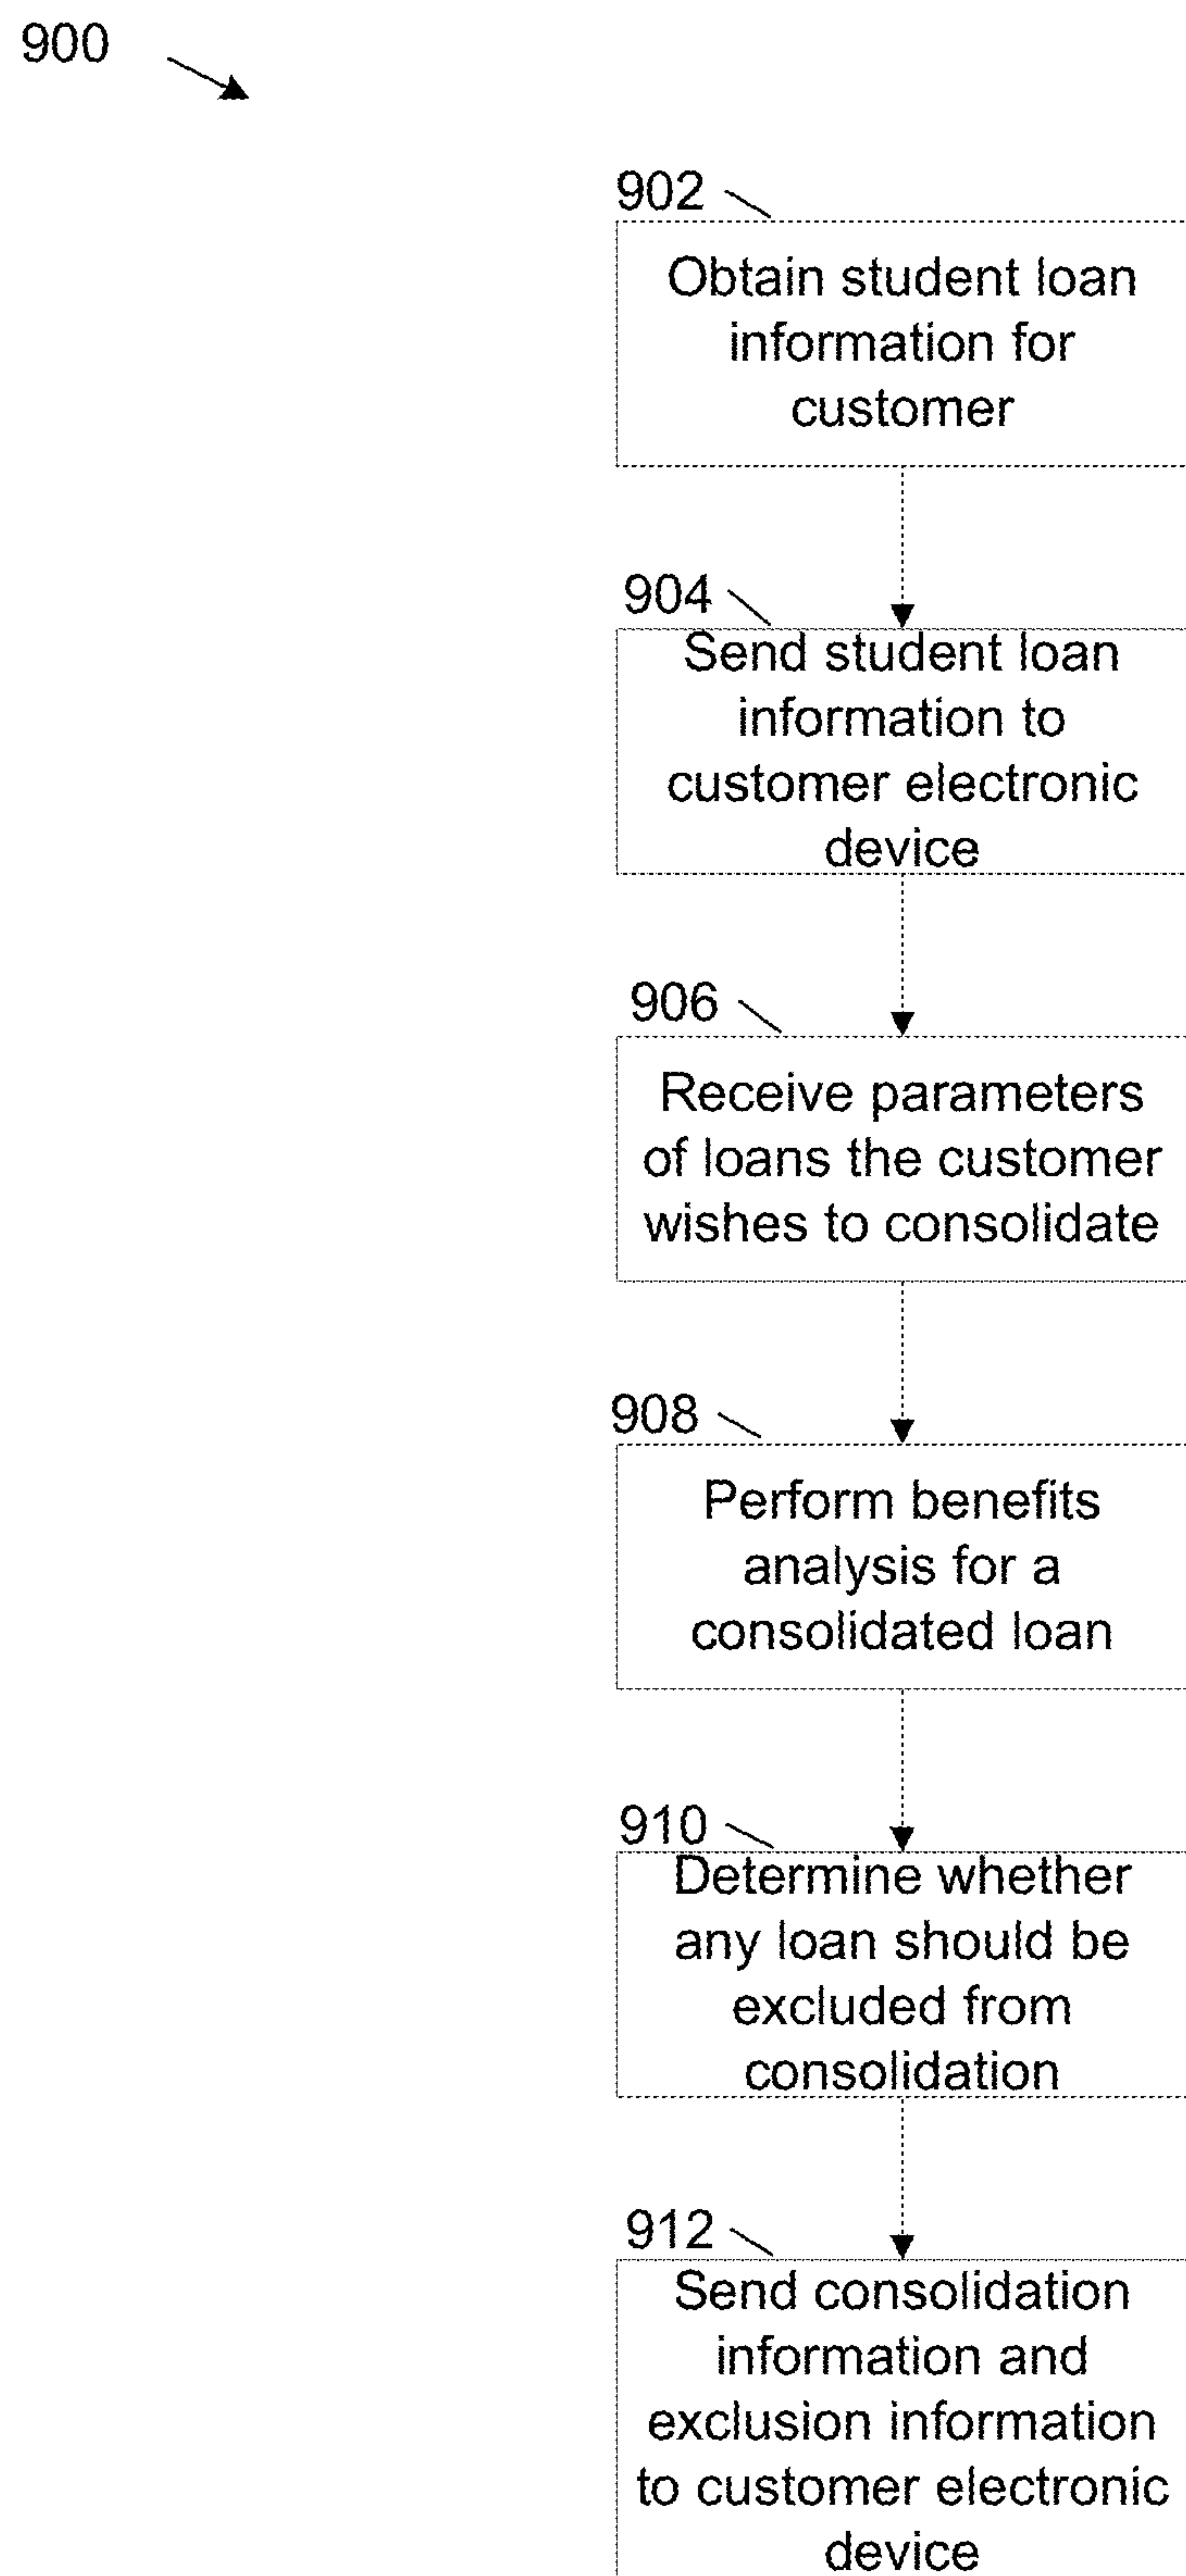 900
902
Obtain student loan
information for
customer
904
Send student loan
information to
customer electronic
device
906
Receive parameters
of loans the customer
wishes to consolidate
908
Perform benefits
analysis for a
consolidated loan
910
Determine whether
any loan should be
excluded from
consolidation
912
Send consolidation
information and
exclusion information
to customer electronic
device